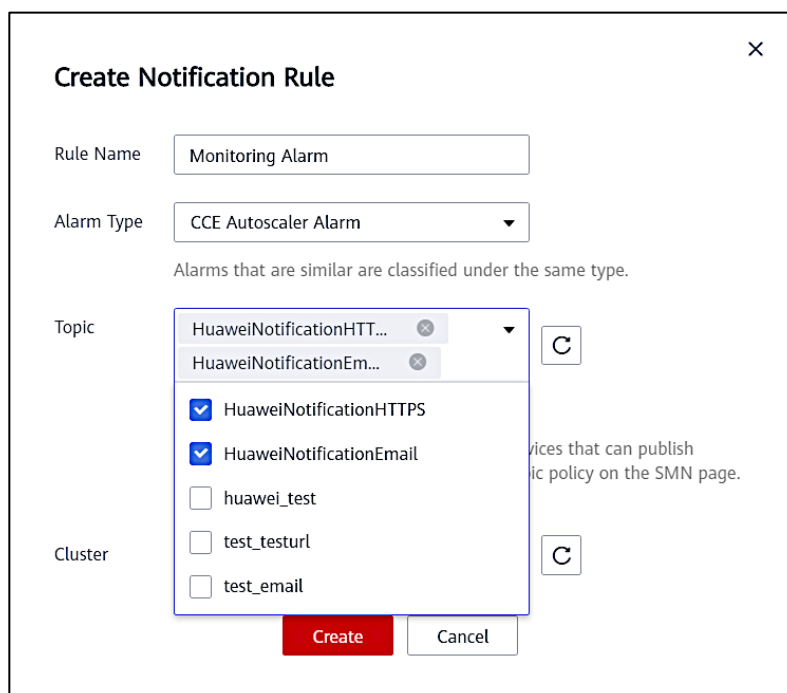 Create Notification Rule
Rule Name
Monitoring Alarm
Alarm Type
CCE Autoscaler Alarm
Alarms that are similar are classified under the same type.
Topic
HuaweiNotificationHTT...
HuaweiNotificationEm...
HuaweiNotificationHTTPS
HuaweiNotificationEmail
that can publish
policy on the SMN page.
huawei_test
test_testurl
Cluster
test_email
Create
Cancel